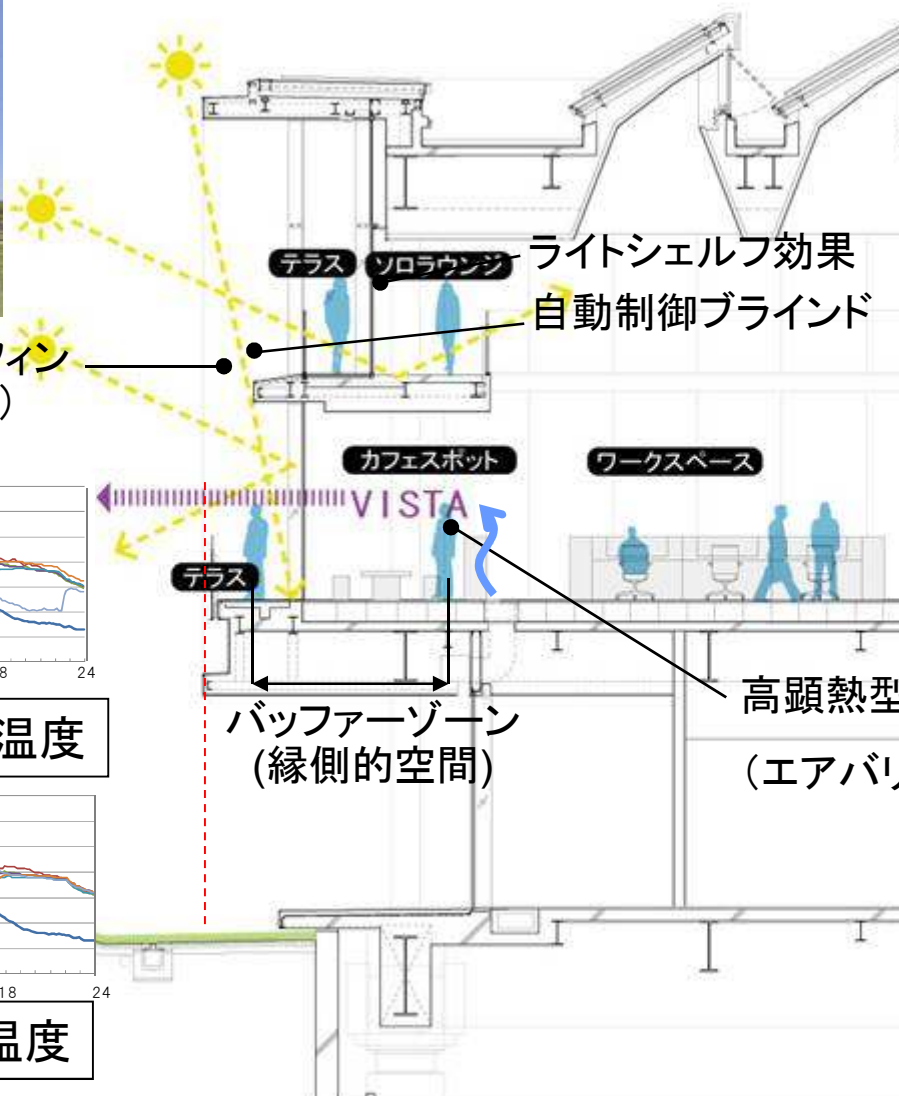 テラス
ソロラウンジ
ライトシェルフ効果
自動制御ブラインド
フィン
)
カフェスポット
ワークスペース
VISTA
テラス
8
24
温度
バッファーゾーン
(縁側的空間)
高顕熱型
(エアバリ
18
24
温度